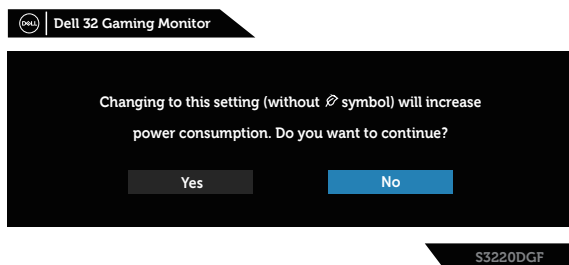 DELL
Dell 32 Gaming Monitor
Changing to this setting (without symbol) will increase
power consumption. Do you want to continue?
Yes
No
S3220DGF